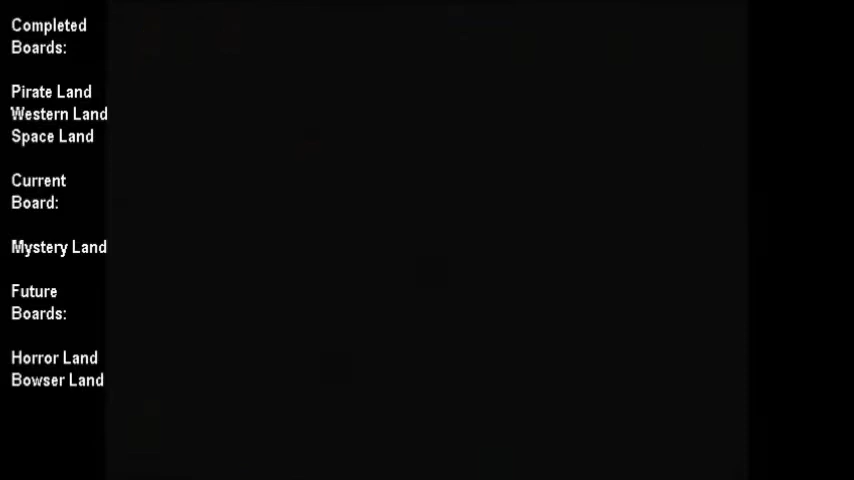 Completed
Boards:
Pirate Land
Western Land
Space Land
Current
Board:
Mystery Land
Future
Boards:
Horror Land
Bowser Land